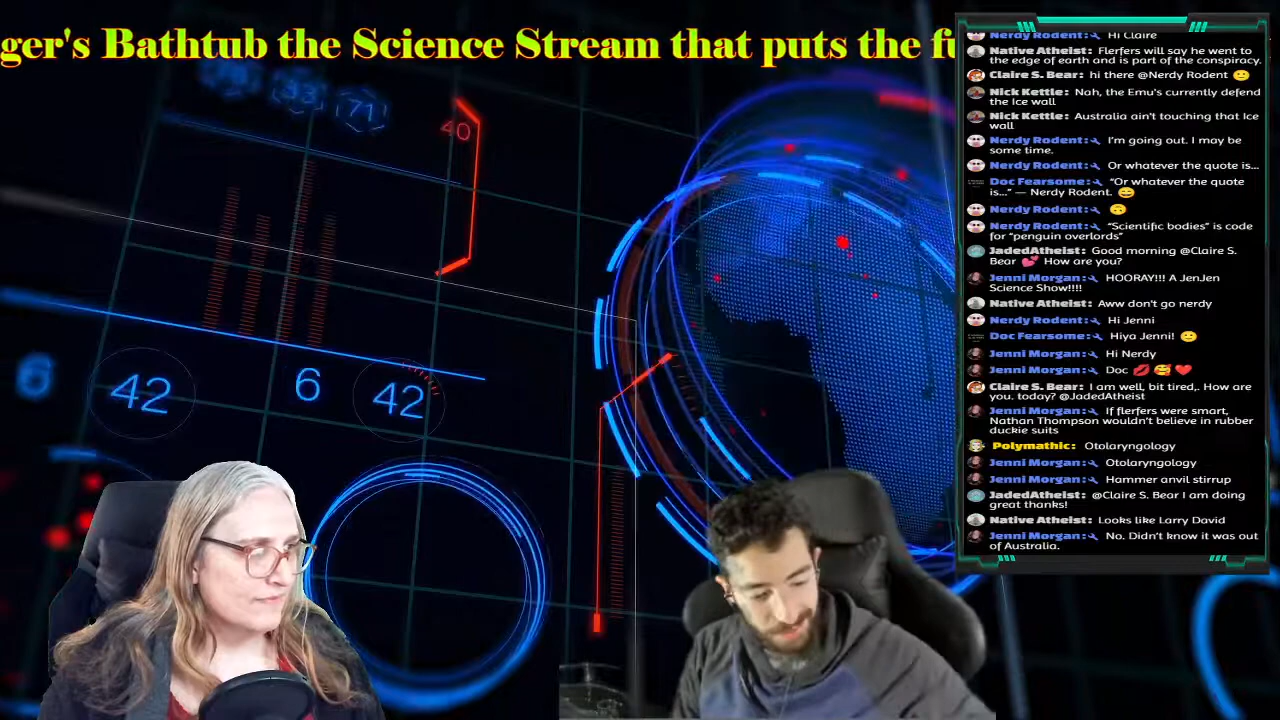 ger's Bathtub the Science Stream that puts the fu
33
71
40
6
42
6
42
Nerdy Rodent: Hi Claire
Native Atheist: Flerfers will say he went to
the edge of earth and is part of the conspiracy.
Claire S. Bear: hi there @Nerdy Rodent 🙂
Nick Kettle: Nah, the Emu's currently defend
the Ice wall
Nick Kettle: Australia ain't touching that Ice
wall
Nerdy Rodent: I'm going out. I may be
some time.
Nerdy Rodent: Or whatever the quote is...
Doc Fearsome: “Or whatever the quote
is...” — Nerdy Rodent. 😄
Nerdy Rodent: 🙃
Nerdy Rodent: “Scientific bodies” is code
for “penguin overlords”
JadedAtheist: Good morning @Claire S.
Bear 💕 How are you?
Jenni Morgan: HOORAY!!! A JenJen
Science Show!!!!
Native Atheist: Aww don't go nerdy
Nerdy Rodent: Hi Jenni
Doc Fearsome: Hiya Jenni! 🙂
Jenni Morgan: Hi Nerdy
Jenni Morgan: Doc 💋 🥰 ❤️
Claire S. Bear: I am well, bit tired,. How are
you. today? @JadedAtheist
Jenni Morgan: If flerfers were smart,
Nathan Thompson wouldn't believe in rubber
duckie suits
Polymathic: Otolaryngology
Jenni Morgan: Otolaryngology
Jenni Morgan: Hammer anvil stirrup
JadedAtheist: @Claire S. Bear I am doing
great thanks!
Native Atheist: Looks like Larry David
Jenni Morgan: No. Didn't know it was out
of Australia.